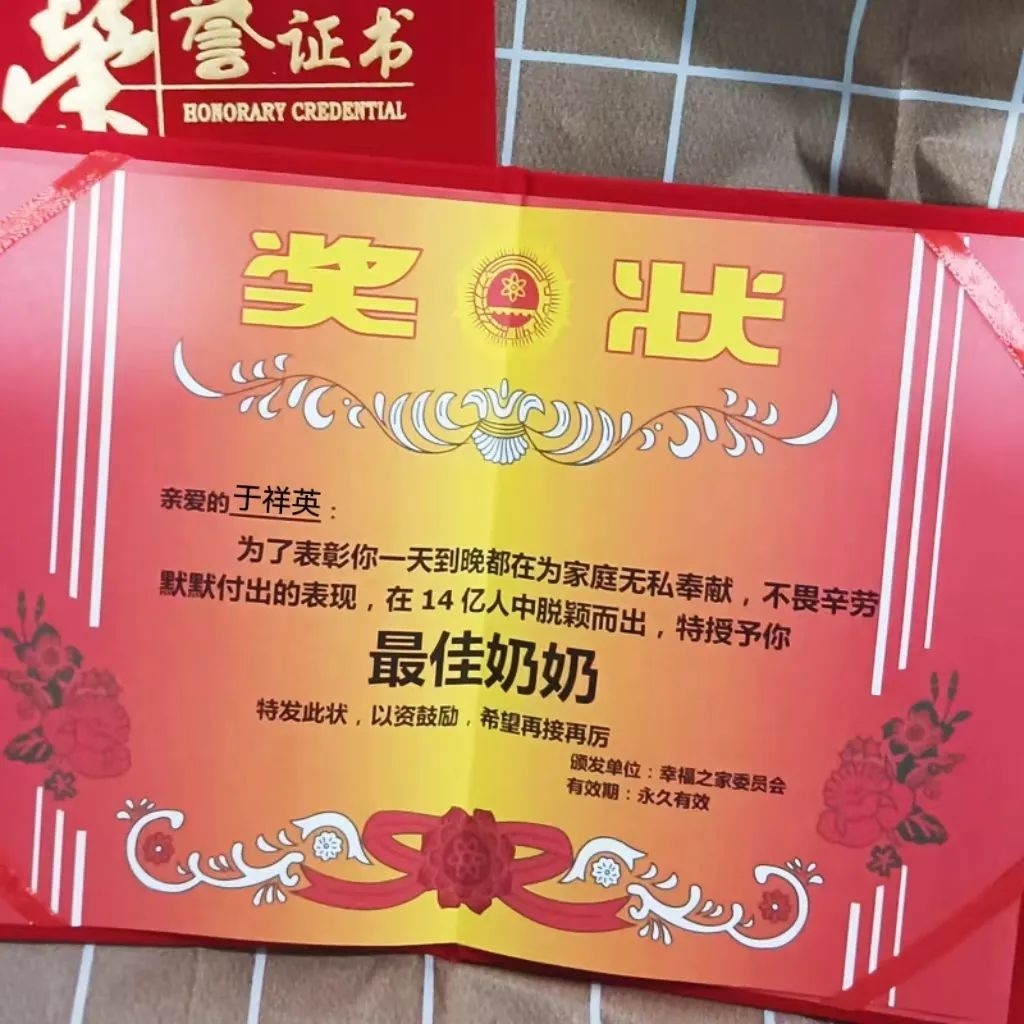 荣誉证书
HONORARY CREDENTIAL
奖 状
亲爱的于祥英：
为了表彰你一天到晚都在为家庭无私奉献，不畏辛劳
默默付出的表现，在 14 亿人中脱颖而出，特授予你
最佳奶奶
特发此状，以资鼓励，希望再接再厉
颁发单位：幸福之家委员会
有效期：永久有效